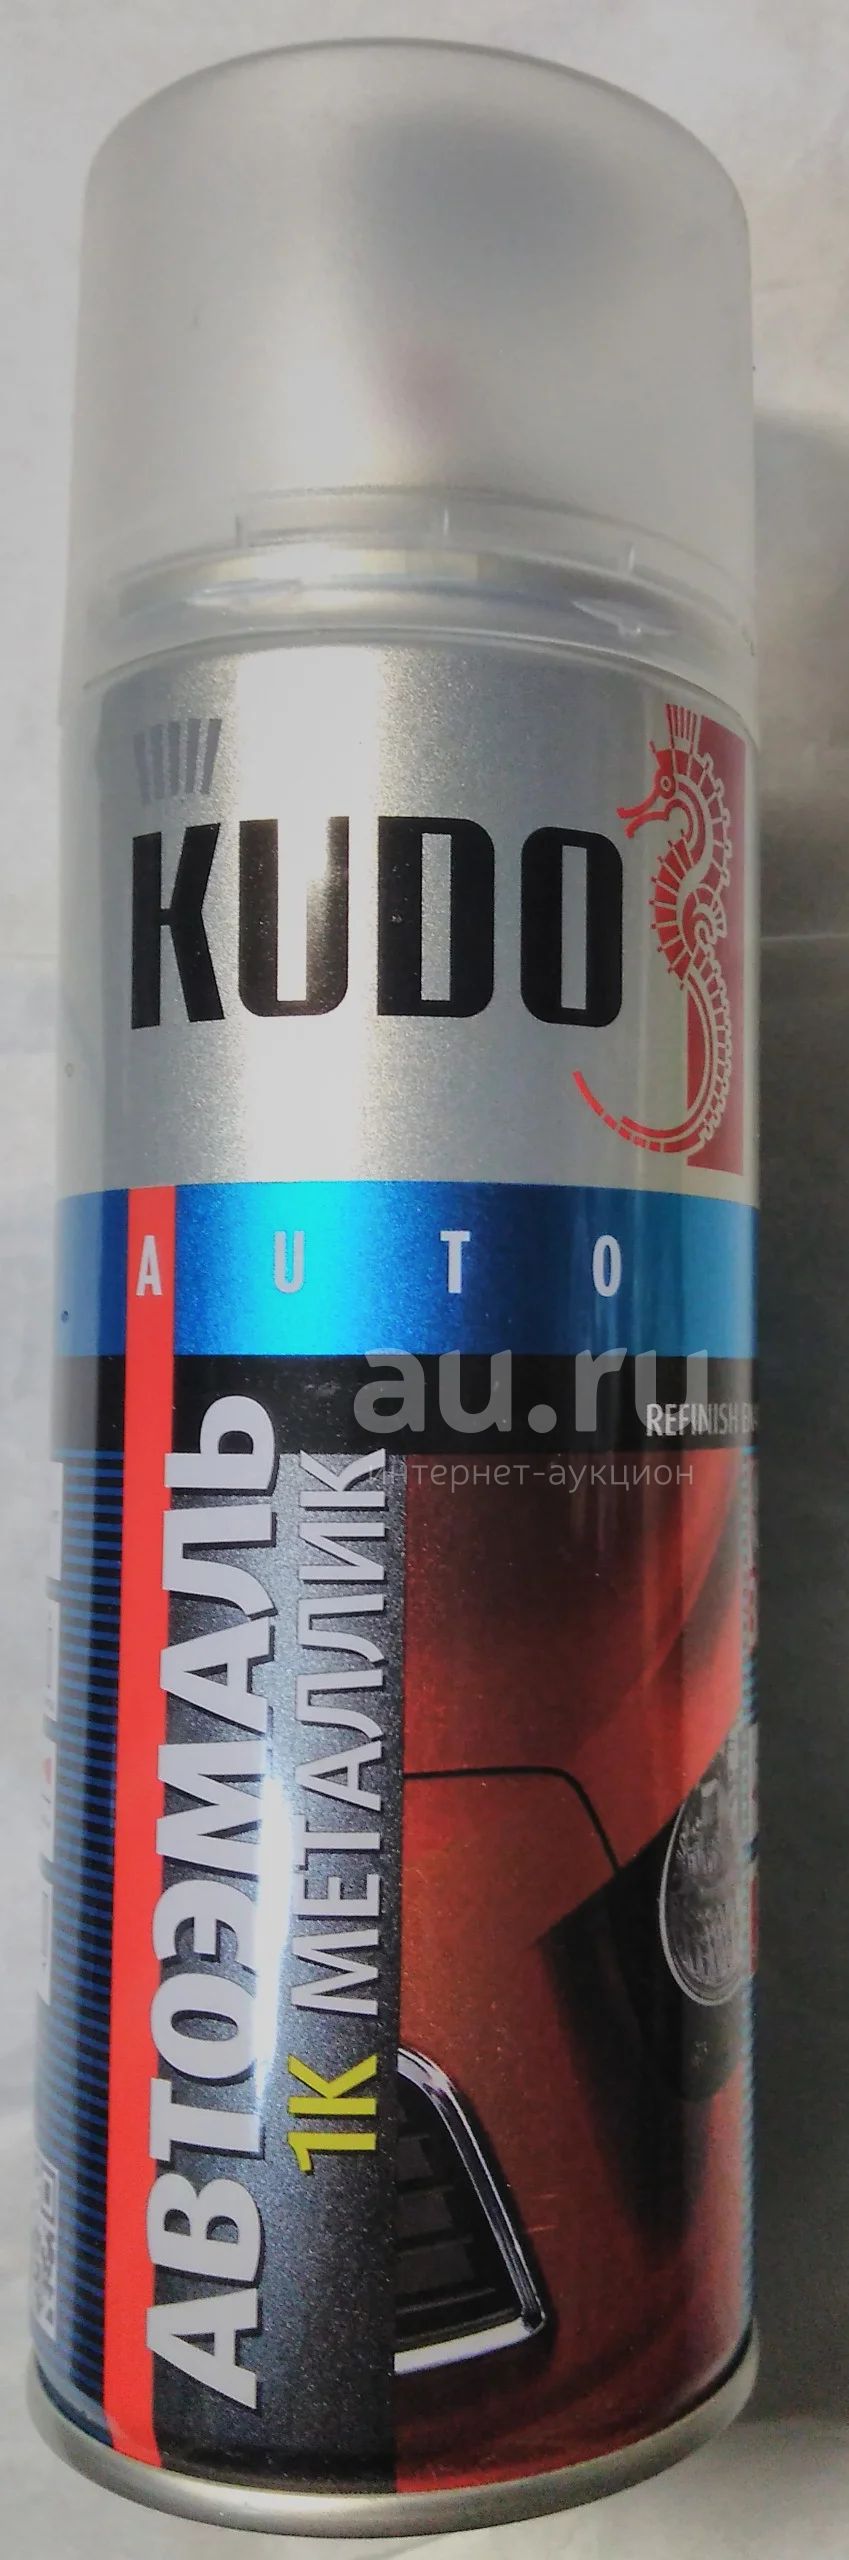 KUDO
AUTO
au.ru
интернет-аукцион
REFINISH
АВТОЭМАЛЬ
1К МЕТАЛЛИК